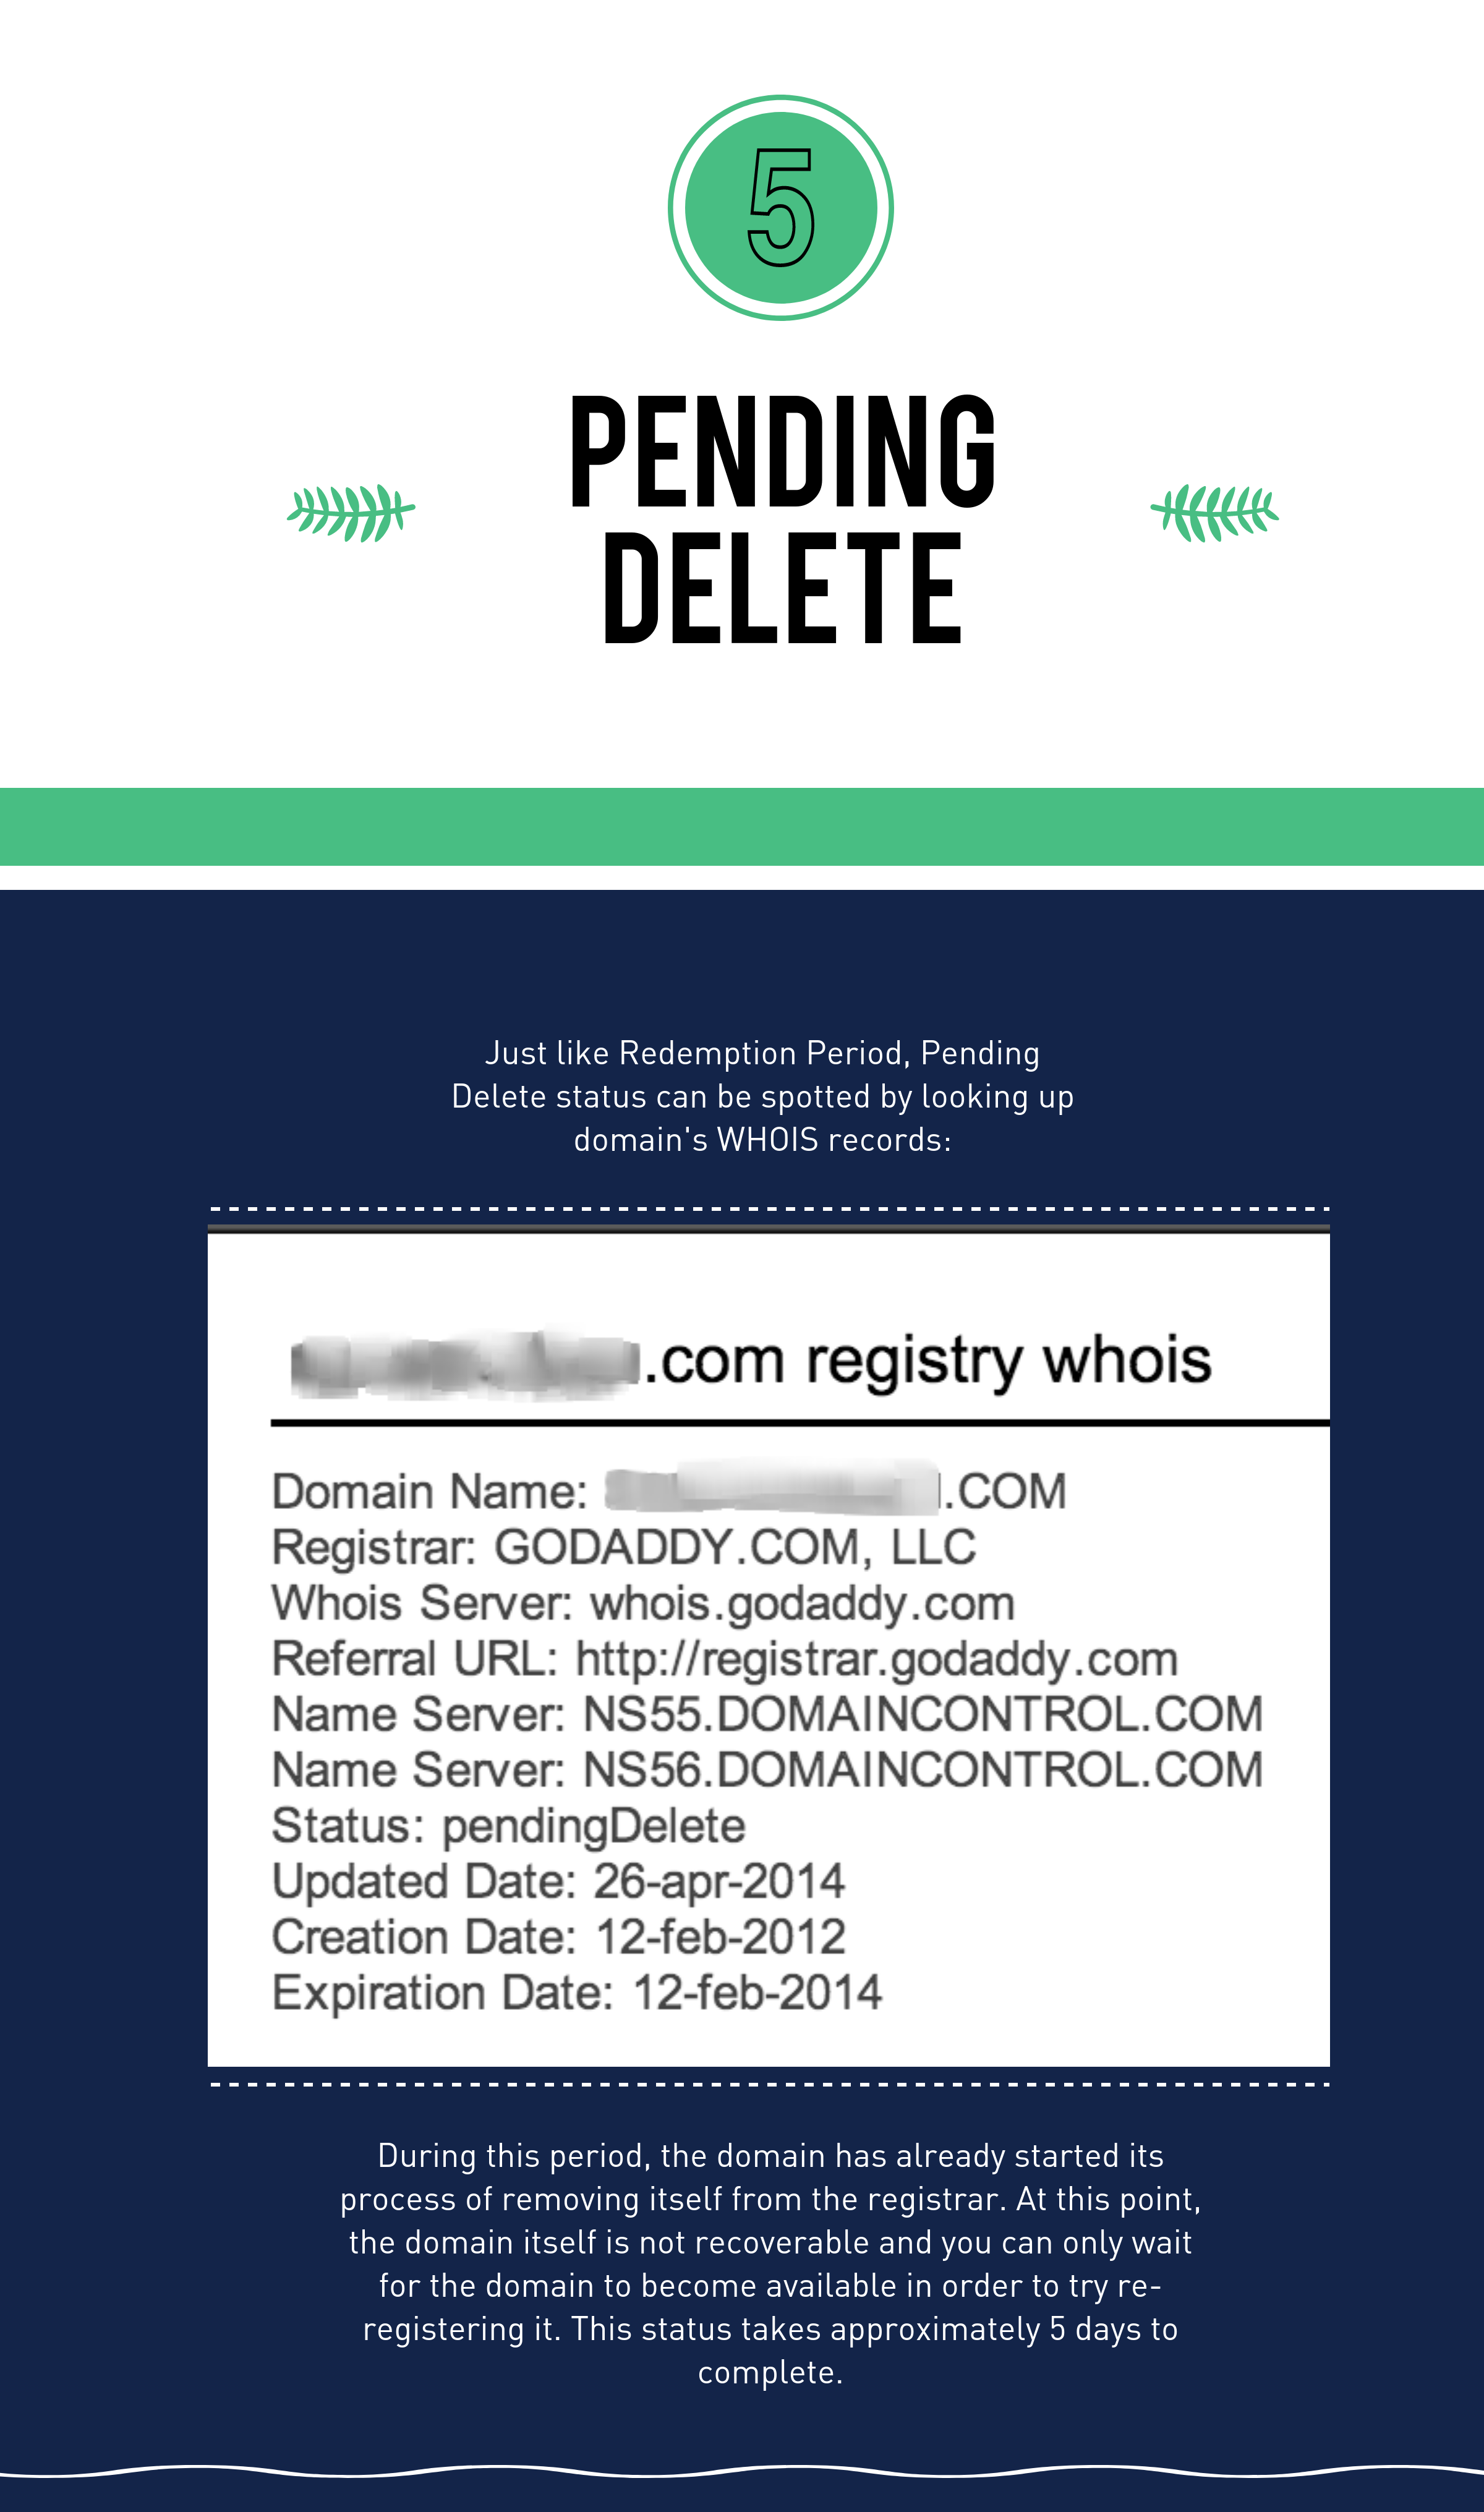 5
PENDING
DELETE
Just like Redemption Period, Pending
Delete status can be spotted by looking up
domain's WHOIS records:
.com registry whois
Domain Name: .COM
Registrar: GODADDY.COM, LLC
Whois Server: whois.godaddy.com
Referral URL: http://registrar.godaddy.com
Name Server: NS55.DOMAINCONTROL.COM
Name Server: NS56.DOMAINCONTROL.COM
Status: pendingDelete
Updated Date: 26-apr-2014
Creation Date: 12-feb-2012
Expiration Date: 12-feb-2014
During this period, the domain has already started its
process of removing itself from the registrar. At this point,
the domain itself is not recoverable and you can only wait
for the domain to become available in order to try re-
registering it. This status takes approximately 5 days to
complete.